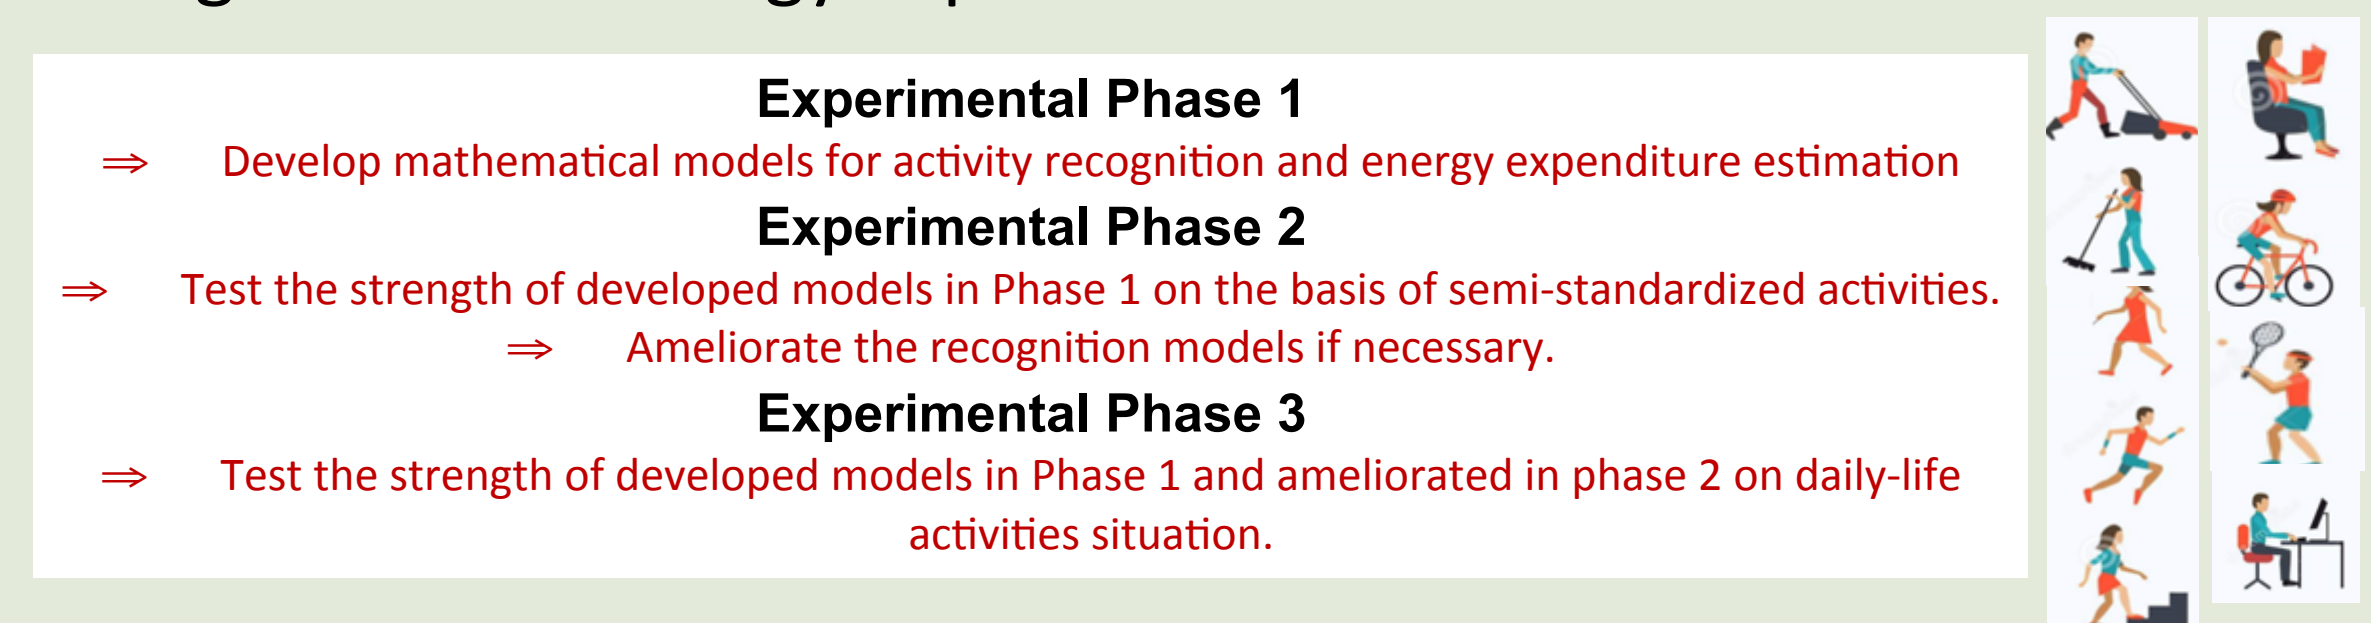 Experimental Phase 1
⇒ Develop mathematical models for activity recognition and energy expenditure estimation
Experimental Phase 2
⇒ Test the strength of developed models in Phase 1 on the basis of semi-standardized activities.
⇒ Ameliorate the recognition models if necessary.
Experimental Phase 3
⇒ Test the strength of developed models in Phase 1 and ameliorated in phase 2 on daily-life
activities situation.